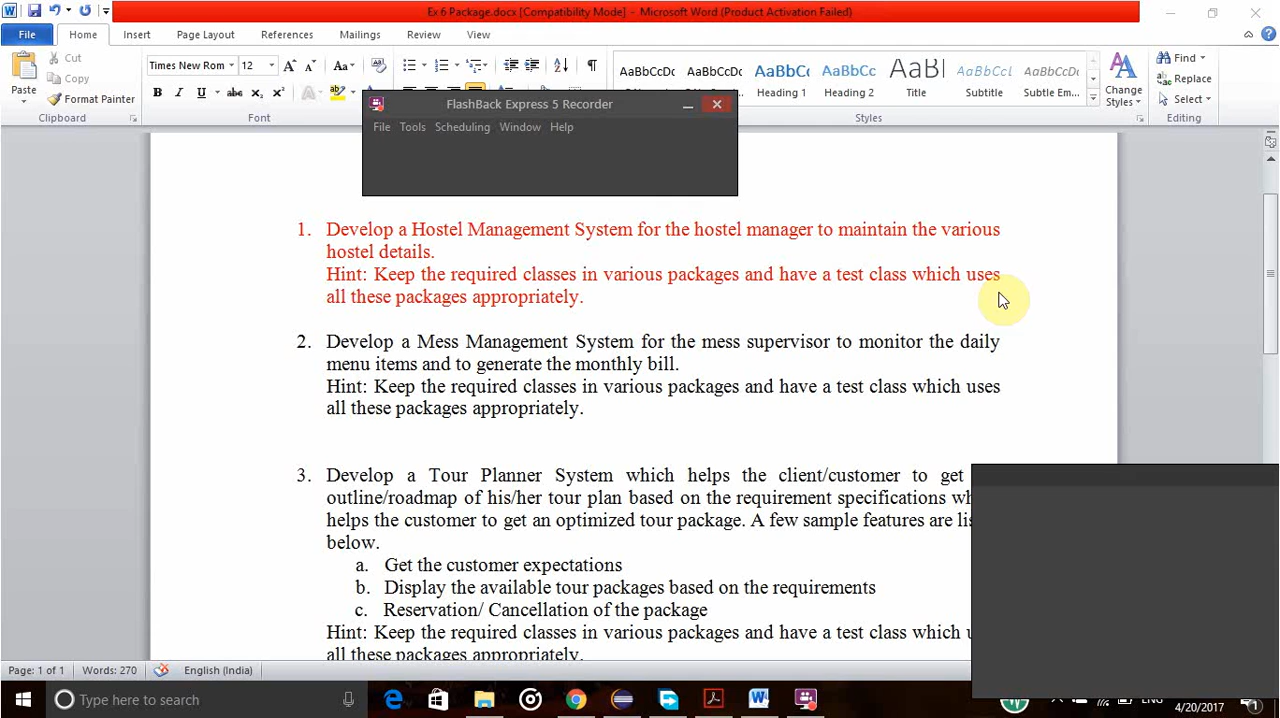 Ex 6 Package.docx [Compatibility Mode] - Microsoft Word (Product Activation Failed)
File Home Insert Page Layout References Mailings Review View
Paste
Cut
Copy
Format Painter
Clipboard
Times New Rom 12
Font
AaBbCcDc AaBbCcDc AaBbCc AaBbCc AaBl AaBbCcL AaBbCcDc
Heading 1 Heading 2 Title Subtitle Subtle Em...
Styles
Change Styles
Find
Replace
Select
Editing
FlashBack Express 5 Recorder
File Tools Scheduling Window Help
1. Develop a Hostel Management System for the hostel manager to maintain the various
hostel details.
Hint: Keep the required classes in various packages and have a test class which uses
all these packages appropriately.
2. Develop a Mess Management System for the mess supervisor to monitor the daily
menu items and to generate the monthly bill.
Hint: Keep the required classes in various packages and have a test class which uses
all these packages appropriately.
3. Develop a Tour Planner System which helps the client/customer to get
outline/roadmap of his/her tour plan based on the requirement specifications
helps the customer to get an optimized tour package. A few sample features are
below.
a. Get the customer expectations
b. Display the available tour packages based on the requirements
c. Reservation/ Cancellation of the package
Hint: Keep the required classes in various packages and have a test class which
all these packages appropriately.
Page: 1 of 1 Words: 270 English (India)
Type here to search
4/20/2017